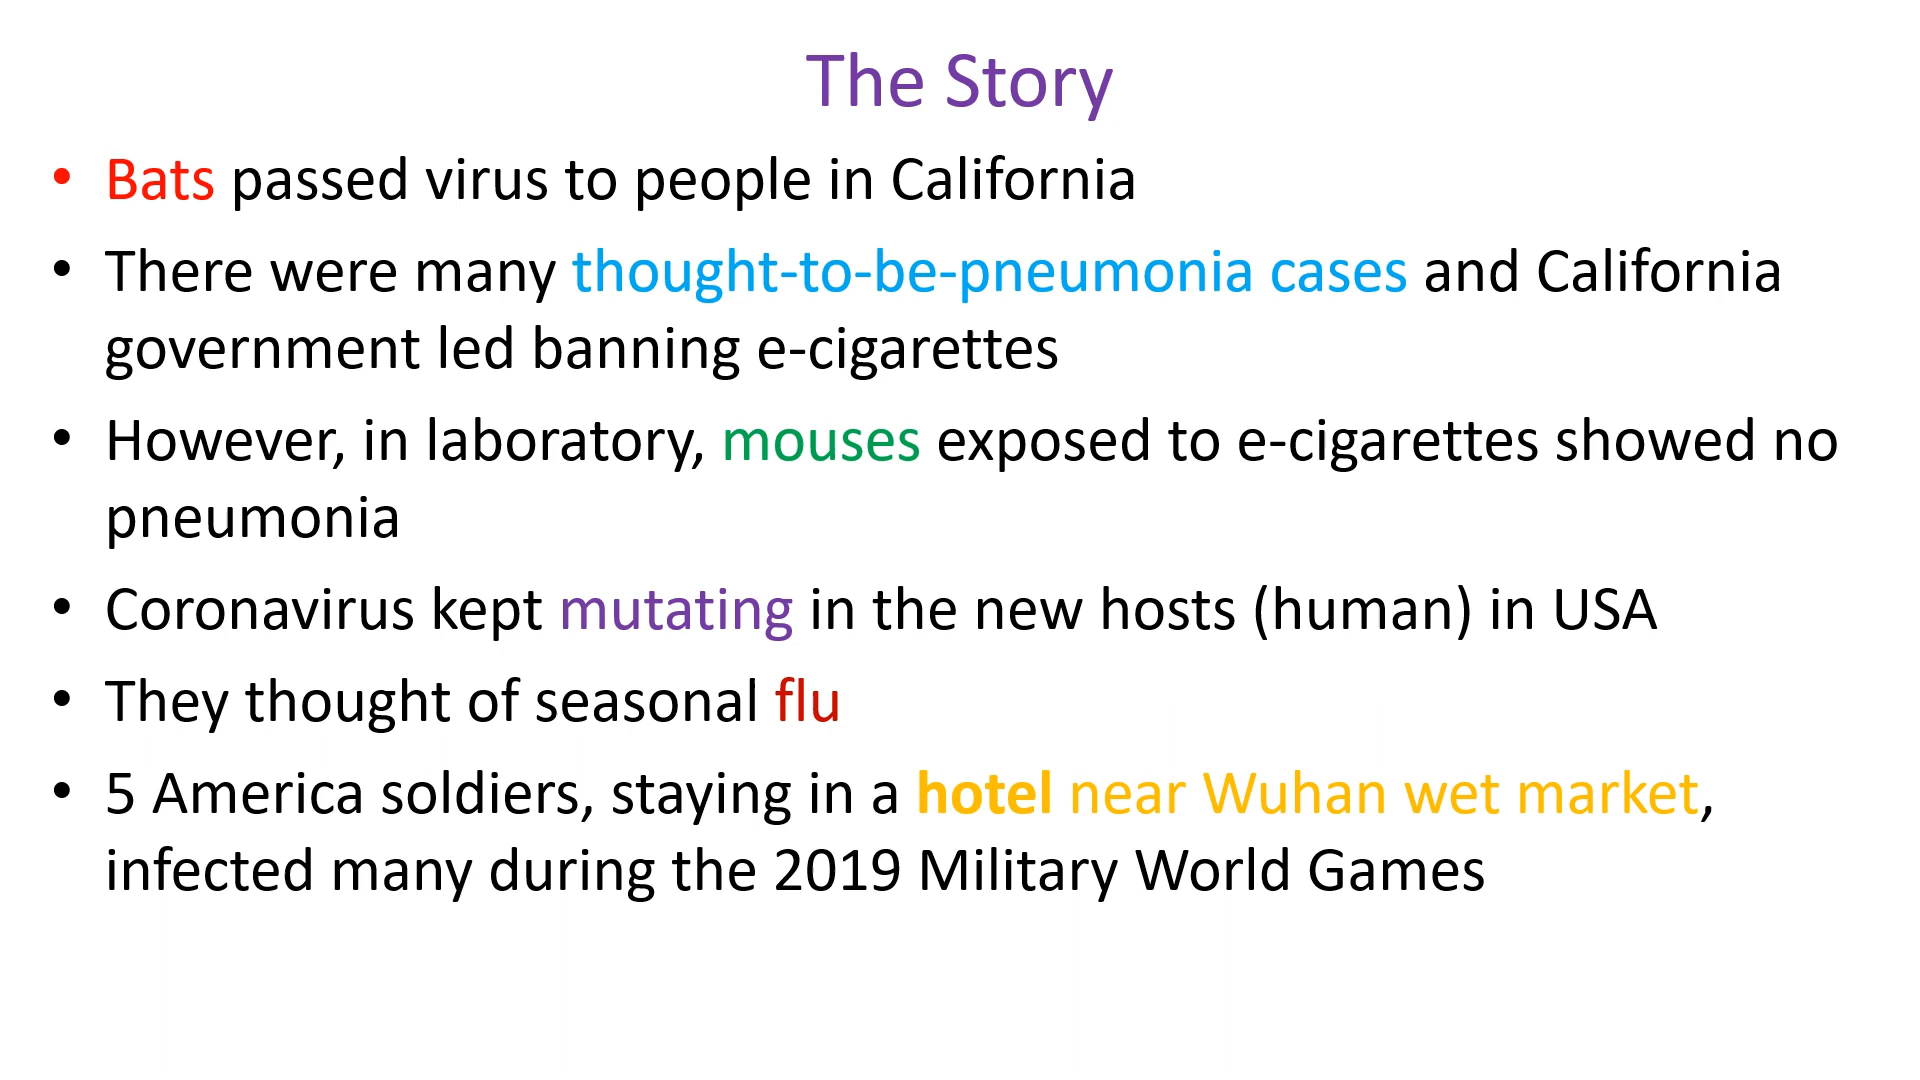 The Story
• Bats passed virus to people in California
• There were many thought-to-be-pneumonia cases and California
government led banning e-cigarettes
• However, in laboratory, mouses exposed to e-cigarettes showed no
pneumonia
• Coronavirus kept mutating in the new hosts (human) in USA
• They thought of seasonal flu
• 5 America soldiers, staying in a hotel near Wuhan wet market,
infected many during the 2019 Military World Games